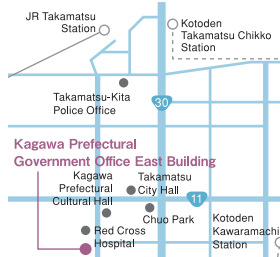 JR Takamatsu
Station
Kotoden
Takamatsu Chikko
Station
Takamatsu-Kita
Police Office
30
Kagawa Prefectural
Government Office East Building
Kagawa
Prefectural
Cultural Hall
Takamatsu
City Hall
11
Chuo Park
Red Cross
Hospital
Kotoden
Kawaramachi
Station